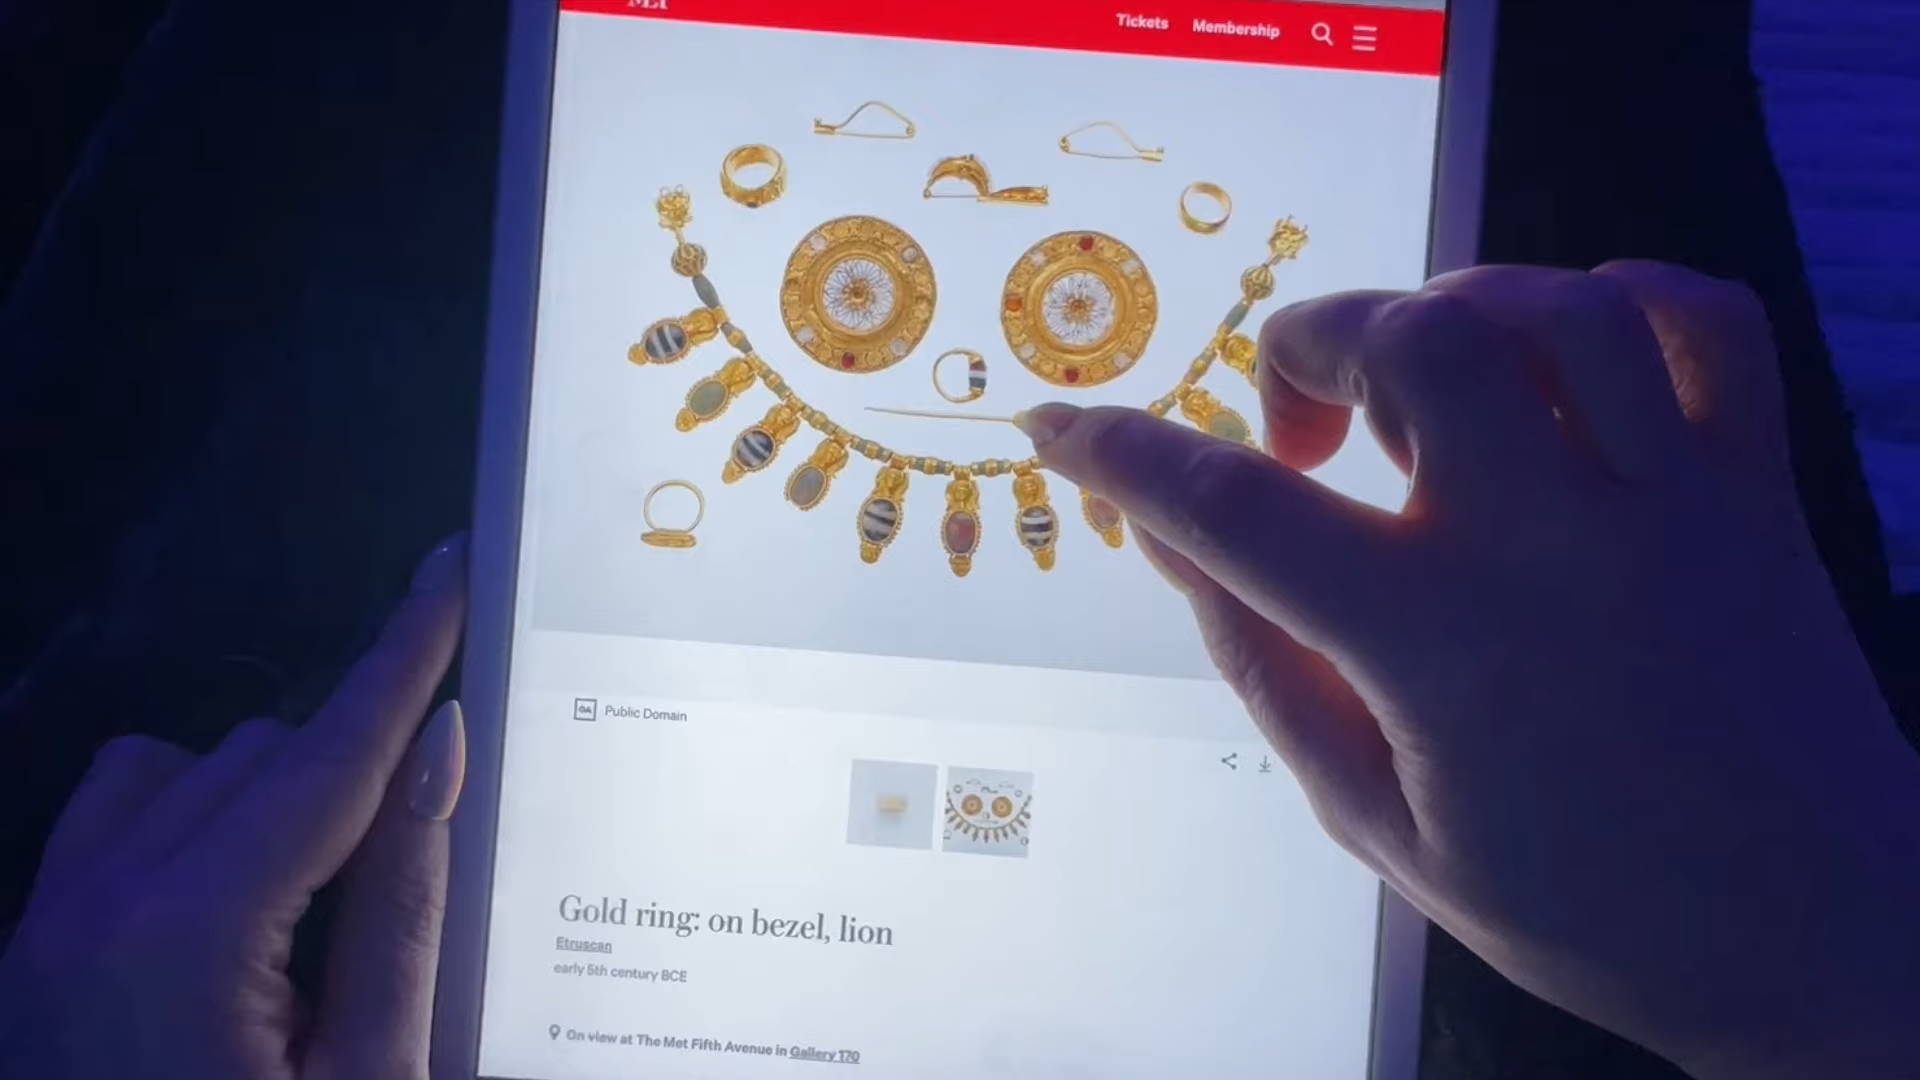 Tickets Membership
OA Public Domain
Gold ring: on bezel, lion
Etruscan
early 5th century BCE
On view at The Met Fifth Avenue in Gallery 170